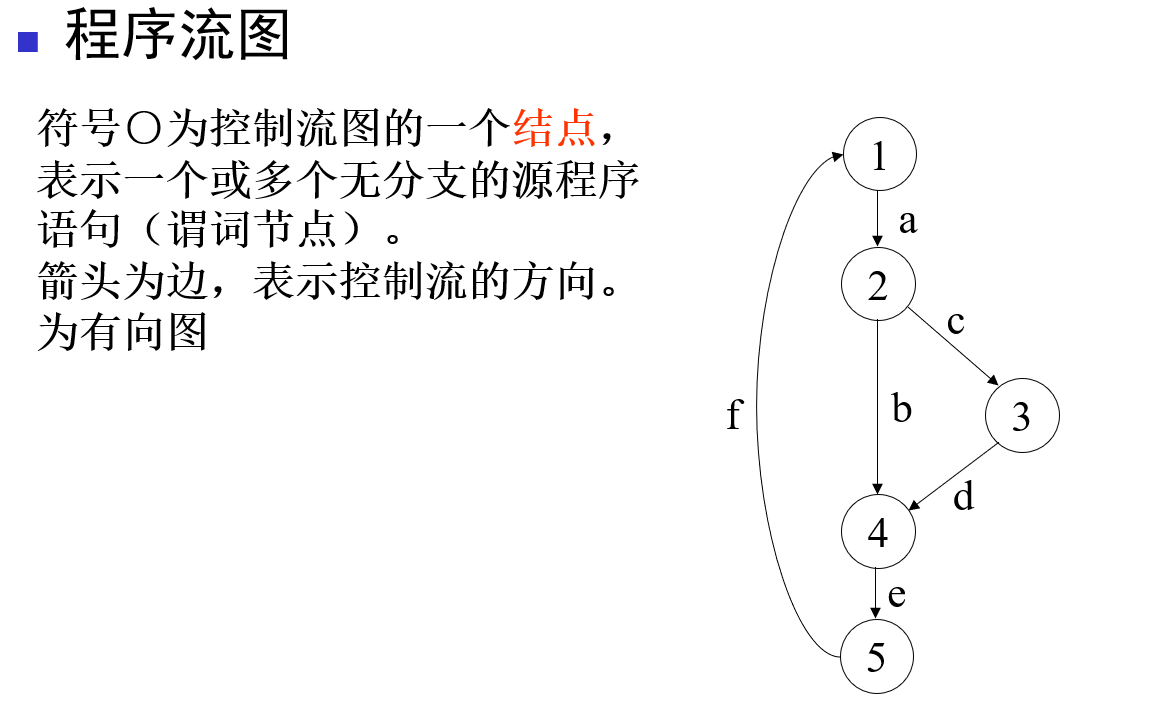 程序流图
符号○为控制流图的一个结点，
表示一个或多个无分支的源程序
语句（谓词节点）。
箭头为边，表示控制流的方向。
为有向图
1
a
2
c
f
b
3
d
4
e
5